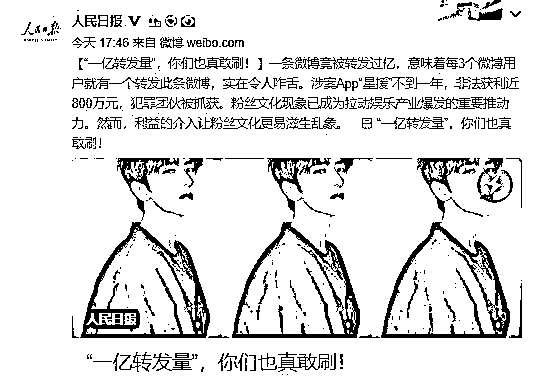 人民日报
人民日报 V
今天 17:46 来自 微博 weibo.com
【“一亿转发量”，你们也真敢刷！】一条微博竟被转发过亿，意味着每3个微博用
户就有一个转发此条微博，实在令人咋舌。涉案App“星援”不到一年，非法获利近
800万元，犯罪团伙被抓获。粉丝文化现象已成为拉动娱乐产业爆发的重要推动
力。然而，利益的介入让粉丝文化更易滋生乱象。 “一亿转发量”，你们也真
敢刷！
人民日报
“一亿转发量”，你们也真敢刷！